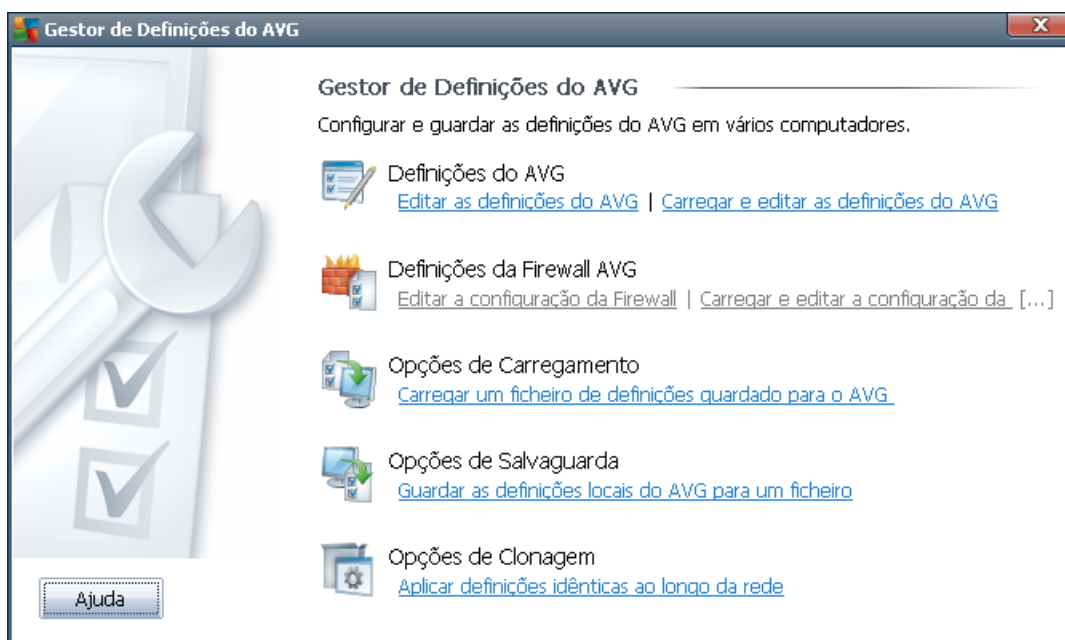 Gestor de Definições do AVG
X
Gestor de Definições do AVG
Configurar e guardar as definições do AVG em vários computadores.
Definições do AVG
Editar as definições do AVG | Carregar e editar as definições do AVG
Definições da Firewall AVG
Editar a configuração da Firewall | Carregar e editar a configuração da [...]
Opções de Carregamento
Carregar um ficheiro de definições guardado para o AVG
Opções de Salvaguarda
Guardar as definições locais do AVG para um ficheiro
Opções de Clonagem
Aplicar definições idênticas ao longo da rede
Ajuda